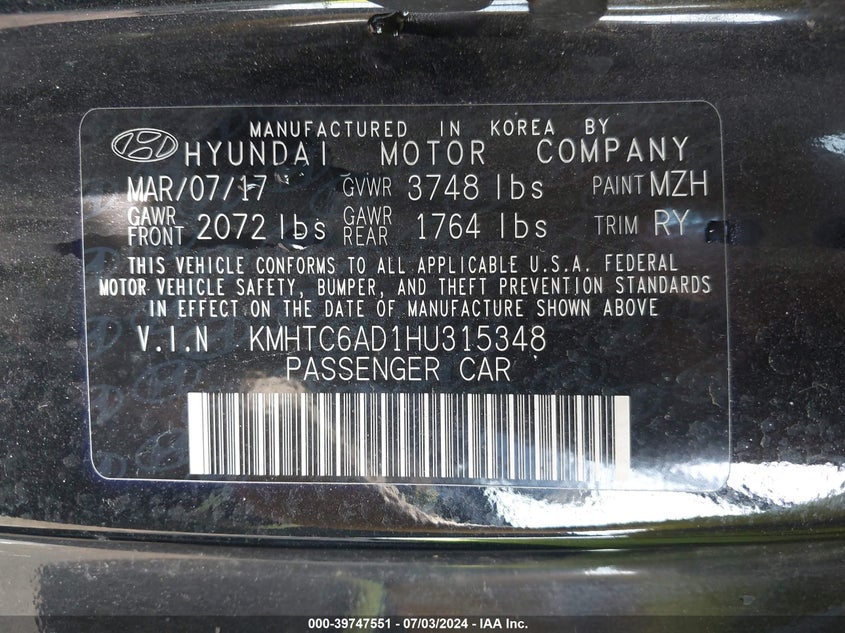 MANUFACTURED IN KOREA BY
HYUNDAI MOTOR COMPANY
MAR/07/17 GVWR 3748 lbs PAINT MZH
GAWR FRONT 2072 lbs GAWR REAR 1764 lbs TRIM RY
THIS VEHICLE CONFORMS TO ALL APPLICABLE U.S.A. FEDERAL
MOTOR VEHICLE SAFETY, BUMPER, AND THEFT PREVENTION STANDARDS
IN EFFECT ON THE DATE OF MANUFACTURE SHOWN ABOVE
V.I.N KMHTC6AD1HU315348
PASSENGER CAR
000-39747551 - 07/03/2024 - IAA Inc.